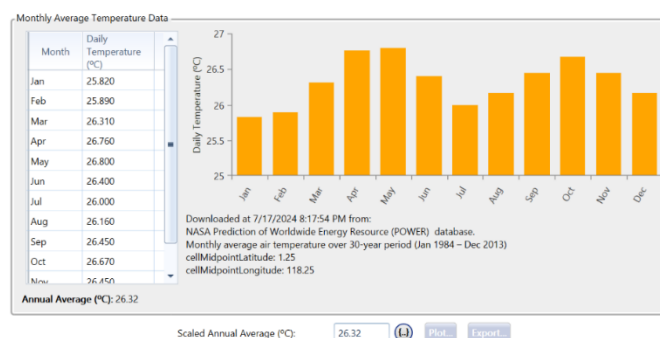 Monthly Average Temperature Data
Month
Daily
Temperature
(ºC)
Jan 25.820
Feb 25.890
Mar 26.310
Apr 26.760
May 26.800
Jun 26.400
Jul 26.000
Aug 26.160
Sep 26.450
Oct 26.670
Nov 26.450
Annual Average (ºC): 26.32
Daily Temperature (ºC)
27
26.5
26
25.5
25
Jan Feb Mar Apr May Jun Jul Aug Sep Oct Nov Dec
Downloaded at 7/17/2024 8:17:54 PM from:
NASA Prediction of Worldwide Energy Resource (POWER) database.
Monthly average air temperature over 30-year period (Jan 1984 – Dec 2013)
cellMidpointLatitude: 1.25
cellMidpointLongitude: 118.25
Scaled Annual Average (ºC): 26.32 (..) Plot... Export...